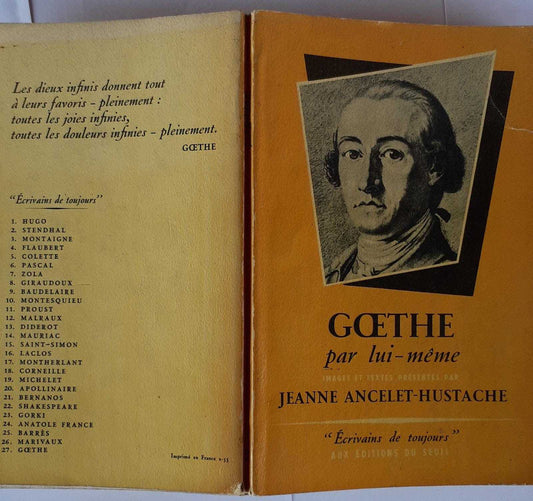 Les dieux infinis donnent tout
à leurs favoris - pleinement :
toutes les joies infinies,
toutes les douleurs infinies - pleinement.
GŒTHE
"Écrivains de toujours"
1. HUGO
2. STENDHAL
3. MONTAIGNE
4. FLAUBERT
5. COLETTE
6. PASCAL
7. ZOLA
8. GIRAUDOUX
9. BAUDELAIRE
10. MONTESQUIEU
11. PROUST
12. MALRAUX
13. DIDEROT
14. MAURIAC
15. SAINT-SIMON
16. LACLOS
17. MONTHERLANT
18. CORNEILLE
19. MICHELET
20. APOLLINAIRE
21. BERNANOS
22. SHAKESPEARE
23. GORKI
24. ANATOLE FRANCE
25. BARRÈS
26. MARIVAUX
27. GŒTHE
Imprimé en France 2-55
GŒTHE
par lui-même
IMAGES ET TEXTES PRÉSENTÉS PAR
JEANNE ANCELET-HUSTACHE
"Écrivains de toujours"
AUX ÉDITIONS DU SEUIL